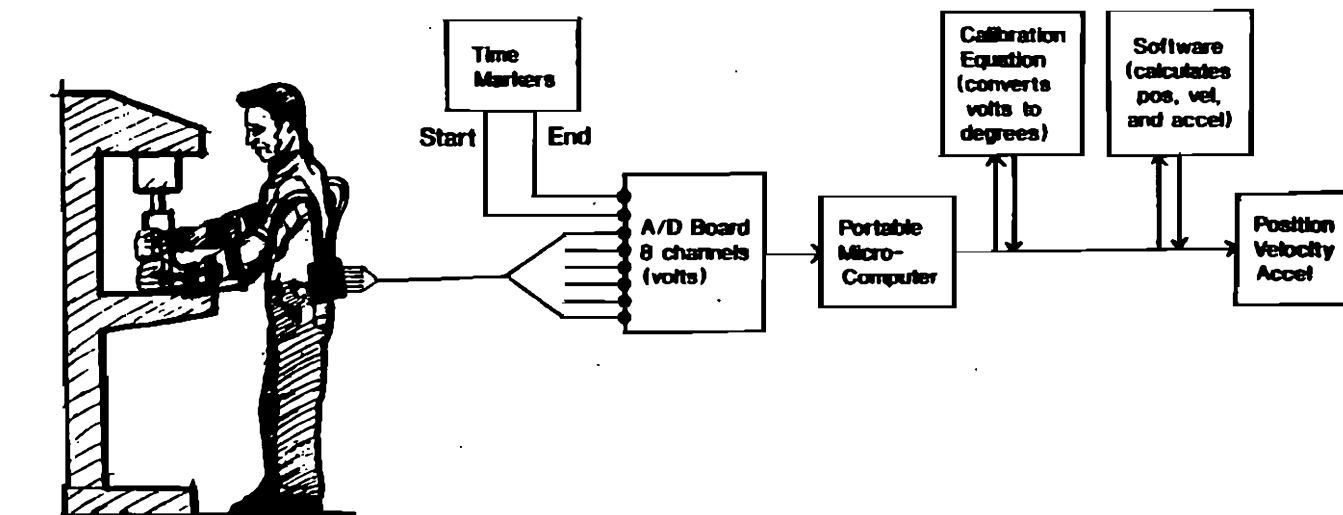 Time
Markers
Start
End
A/D Board
8 channels
(volts)
Portable
Micro-
Computer
Calibration
Equation
(converts
volts to
degrees)
Software
(calculates
pos, vel,
and accel)
Position
Velocity
Accel